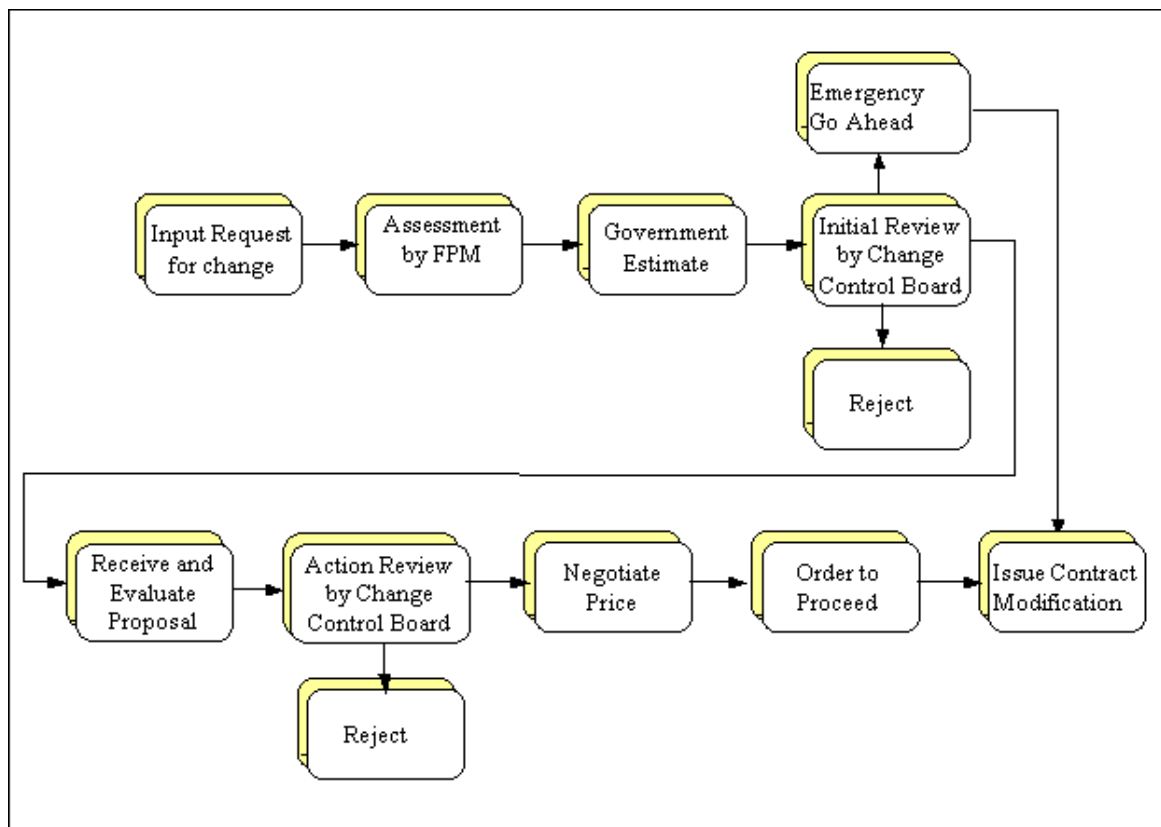 Emergency
Go Ahead
Input Request
for change
Assessment
by FPM
Government
Estimate
Initial Review
by Change
Control Board
Reject
Receive and
Evaluate
Proposal
Action Review
by Change
Control Board
Negotiate
Price
Order to
Proceed
Issue Contract
Modification
Reject